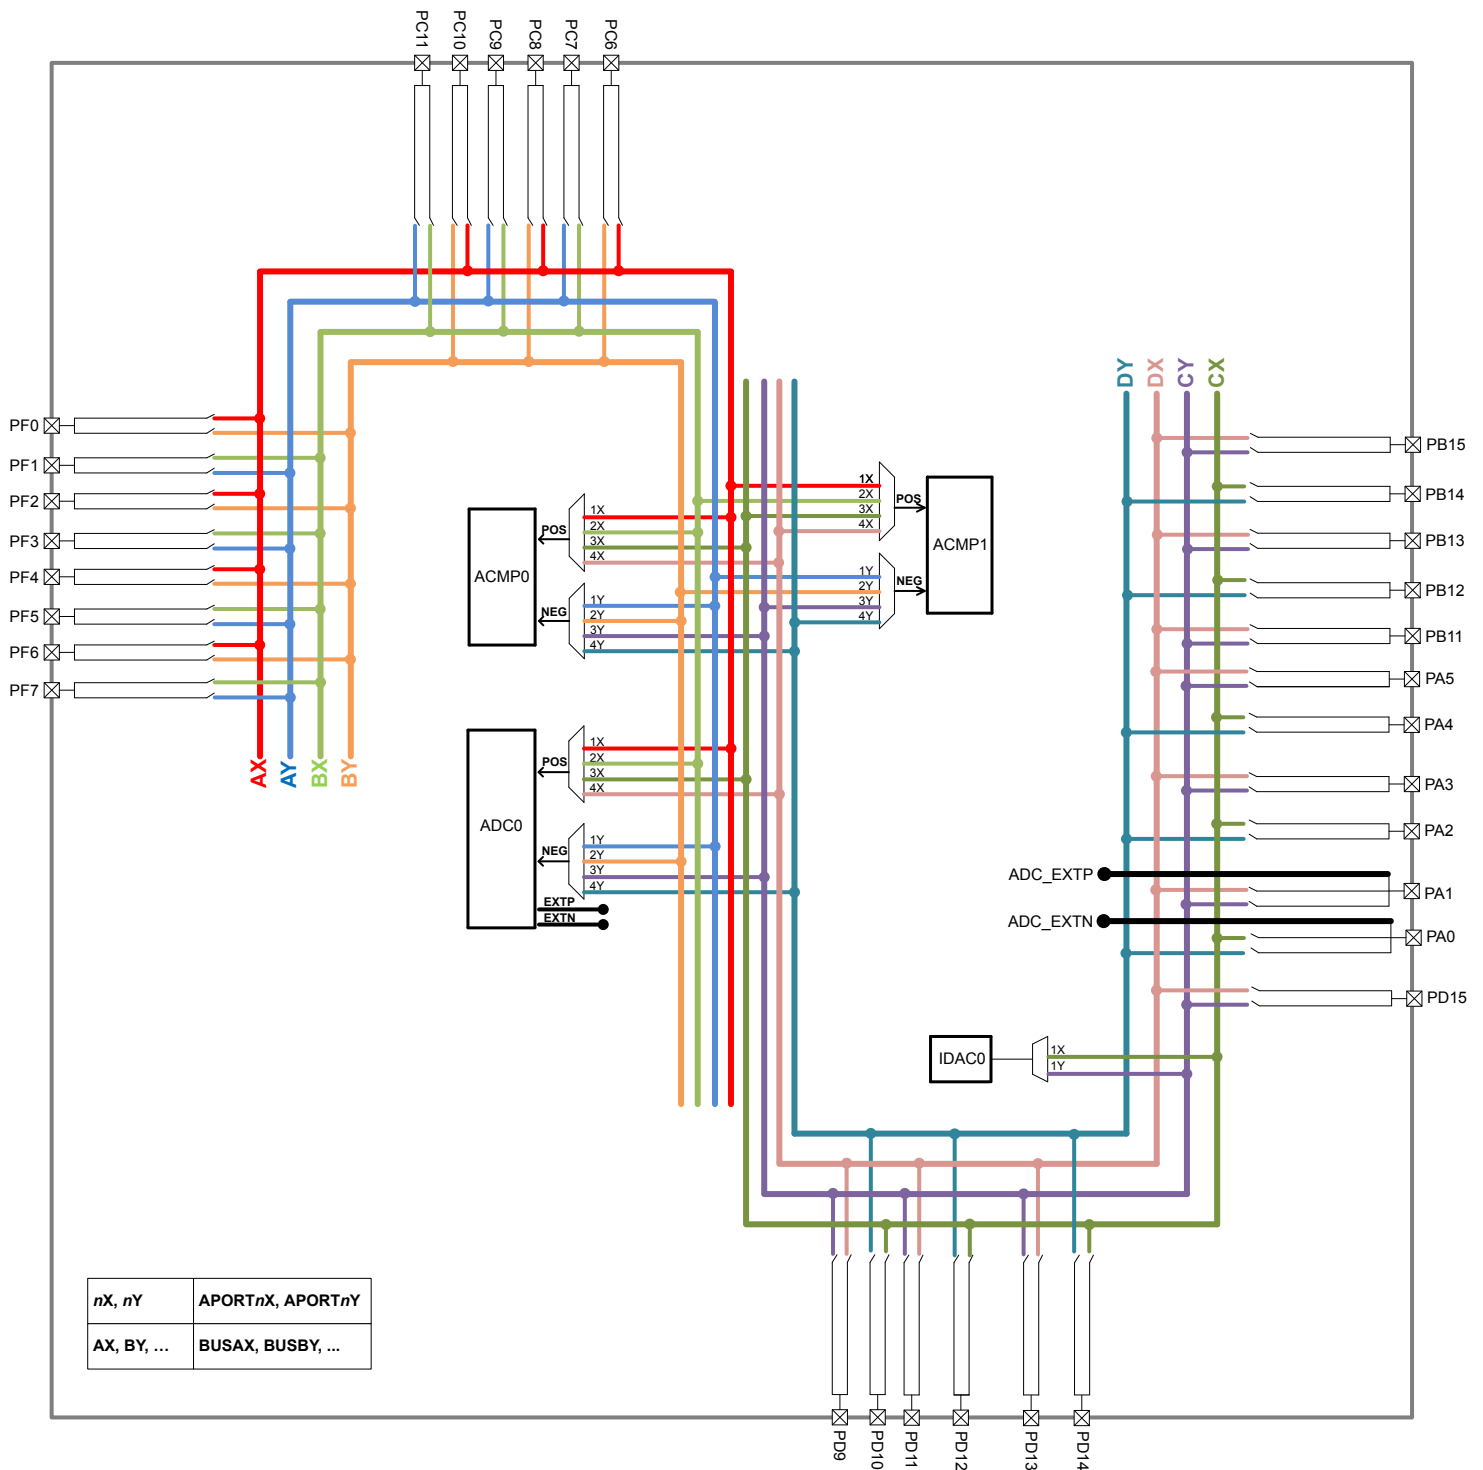 PC11
PC10
PC9
PC8
PC7
PC6
PF0
PF1
PF2
PF3
PF4
PF5
PF6
PF7
AX
AY
BX
BY
ACMP0
POS
1X
2X
3X
4X
NEG
1Y
2Y
3Y
4Y
ACMP1
1X
2X
3X
4X
POS
1Y
2Y
3Y
4Y
NEG
ADC0
POS
1X
2X
3X
4X
NEG
1Y
2Y
3Y
4Y
EXTP
EXTN
DY
DX
CY
CX
PB15
PB14
PB13
PB12
PB11
PA5
PA4
PA3
PA2
ADC_EXTP
PA1
ADC_EXTN
PA0
PD15
IDAC0
1X
1Y
nX, nY
APORTnX, APORTnY
AX, BY, ...
BUSAX, BUSBY, ...
PD9
PD10
PD11
PD12
PD13
PD14